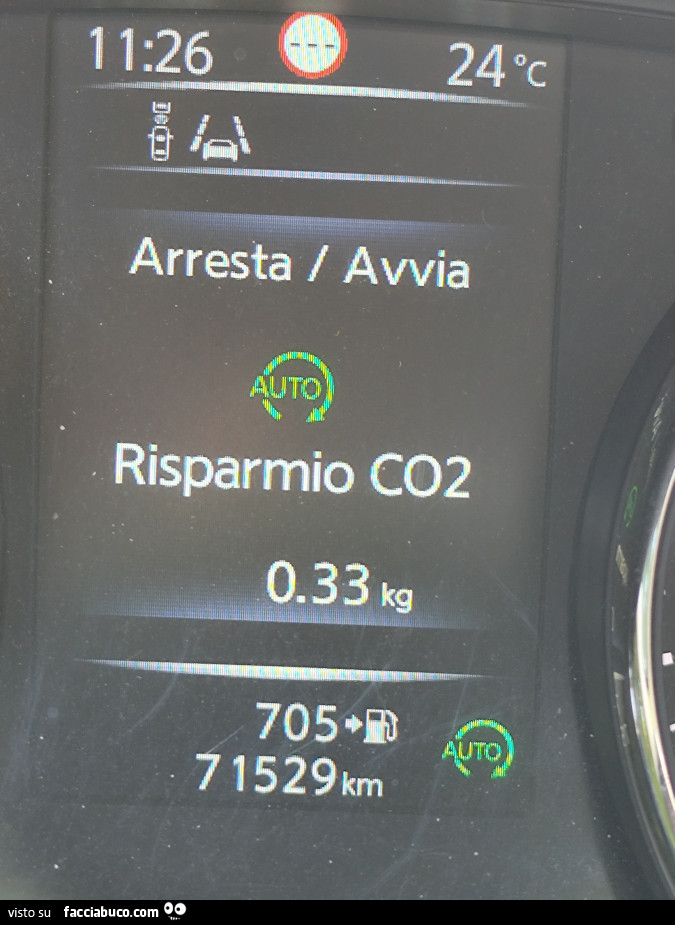 11:26 --- 24°C
Arresta / Avvia
AUTO
Risparmio CO2
0.33 kg
705
71529 km AUTO
visto su facciabuco.com